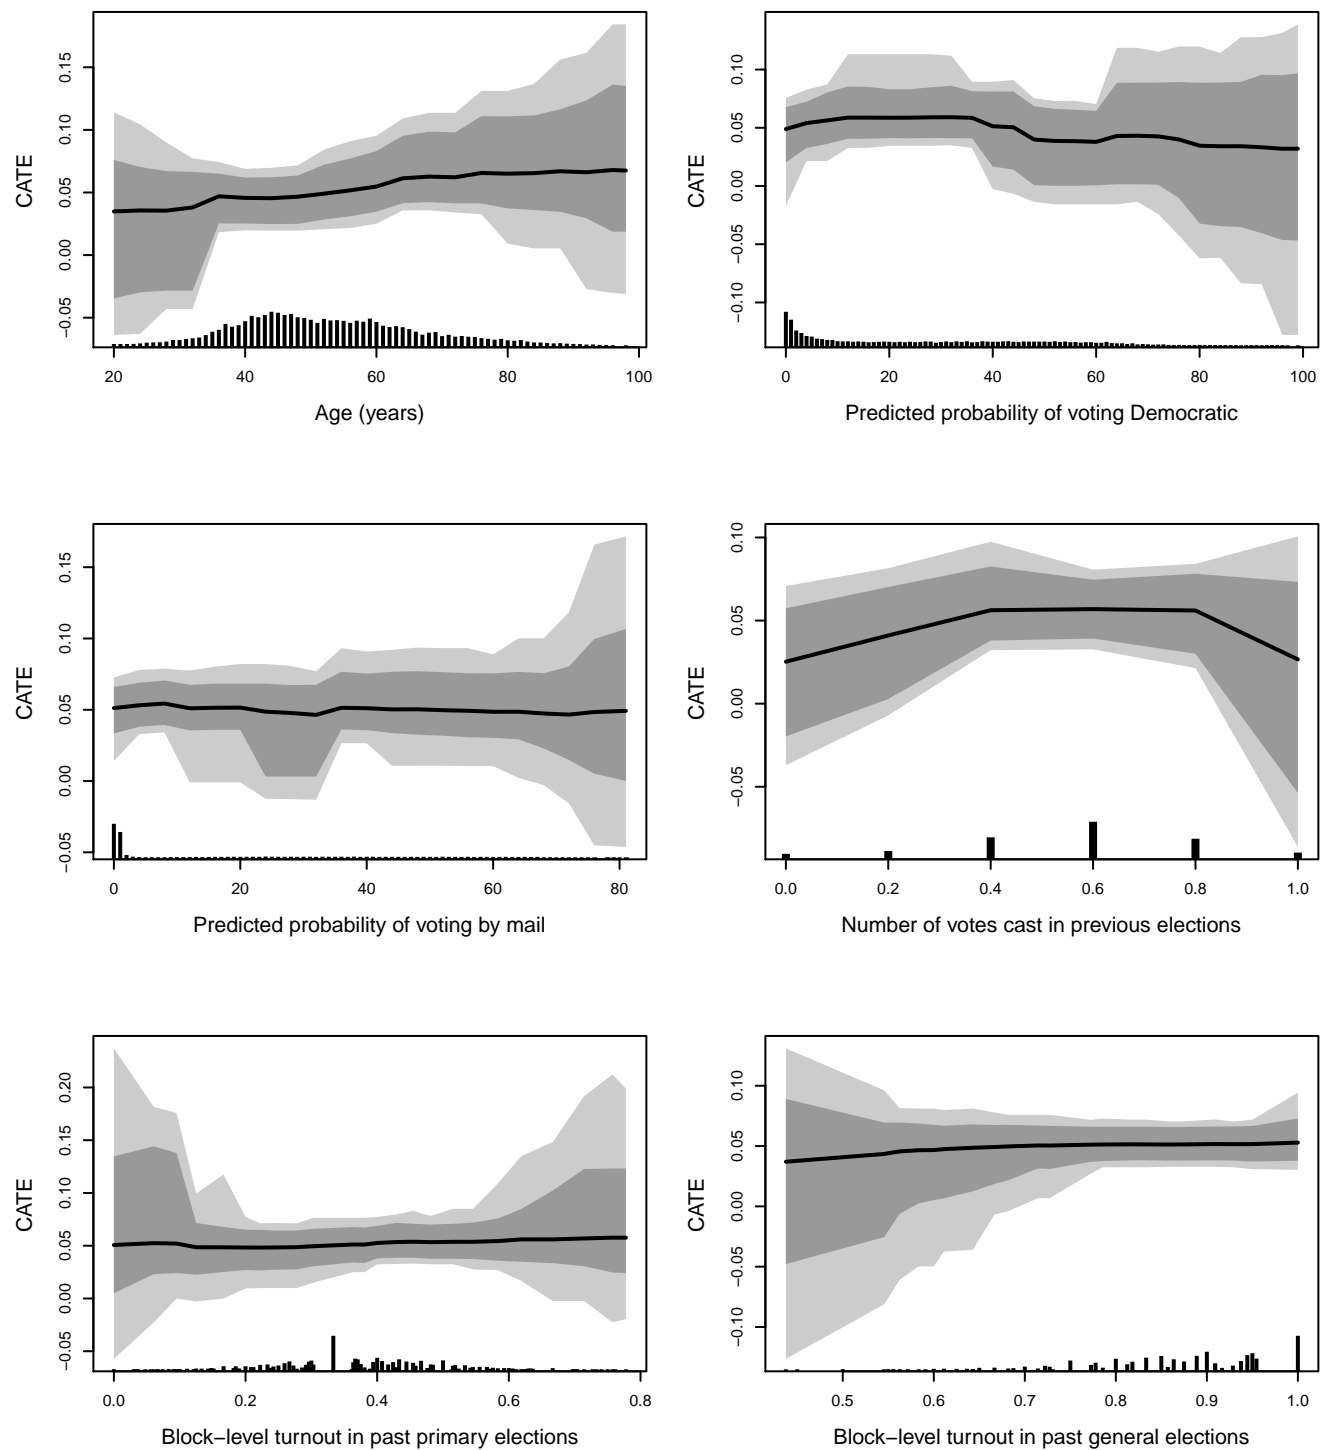 CATE
0.15
0.10
0.05
0.00
−0.05
20 40 60 80 100
Age (years)
CATE
0.10
0.05
0.00
−0.05
−0.10
0 20 40 60 80 100
Predicted probability of voting Democratic
CATE
0.15
0.10
0.05
0.00
−0.05
0 20 40 60 80
Predicted probability of voting by mail
CATE
0.10
0.05
0.00
−0.05
0.0 0.2 0.4 0.6 0.8 1.0
Number of votes cast in previous elections
CATE
0.20
0.15
0.10
0.05
0.00
−0.05
0.0 0.2 0.4 0.6 0.8
Block−level turnout in past primary elections
CATE
0.10
0.05
0.00
−0.05
−0.10
0.5 0.6 0.7 0.8 0.9 1.0
Block−level turnout in past general elections